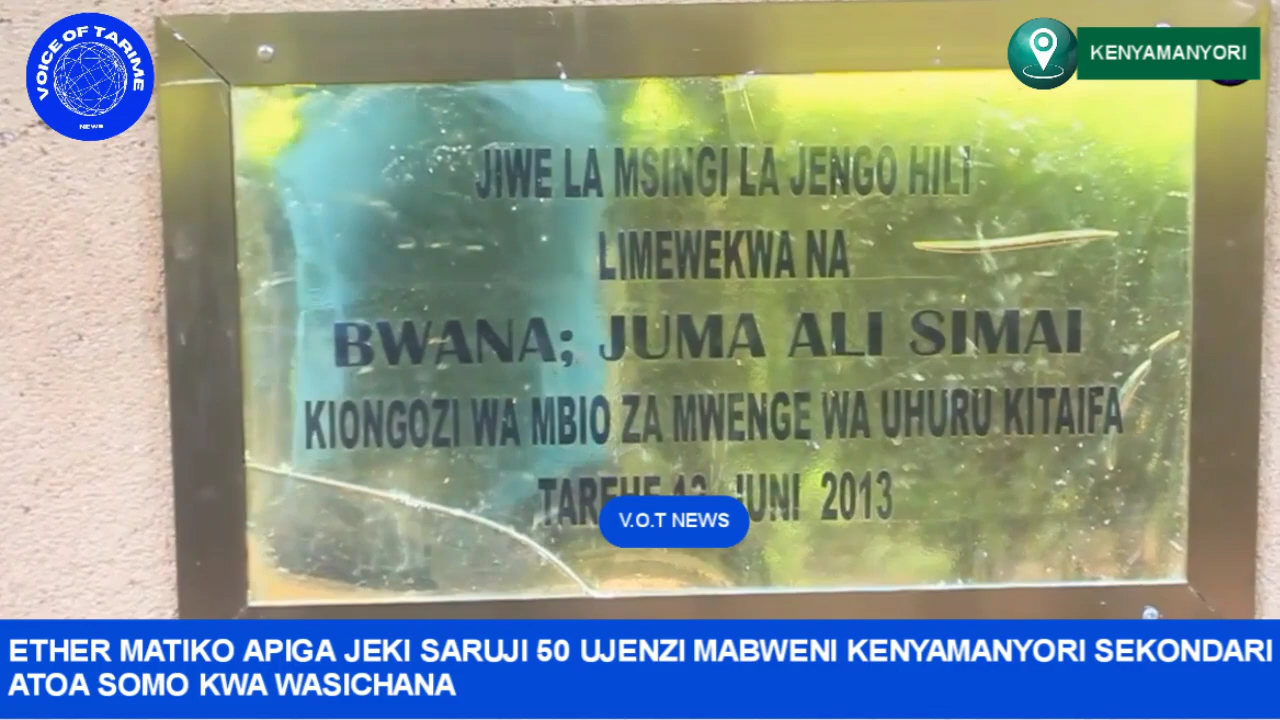 VOICE OF TARIME
NEWS
KENYAMANYORI
JIWE LA MSINGI LA JENGO HILI
LIMEWEKWA NA
BWANA; JUMA ALI SIMAI
KIONGOZI WA MBIO ZA MWENGE WA UHURU KITAIFA
TAREHE JUNI 2013
V.O.T NEWS
ETHER MATIKO APIGA JEKI SARUJI 50 UJENZI MABWENI KENYAMANYORI SEKONDARI
ATOA SOMO KWA WASICHANA